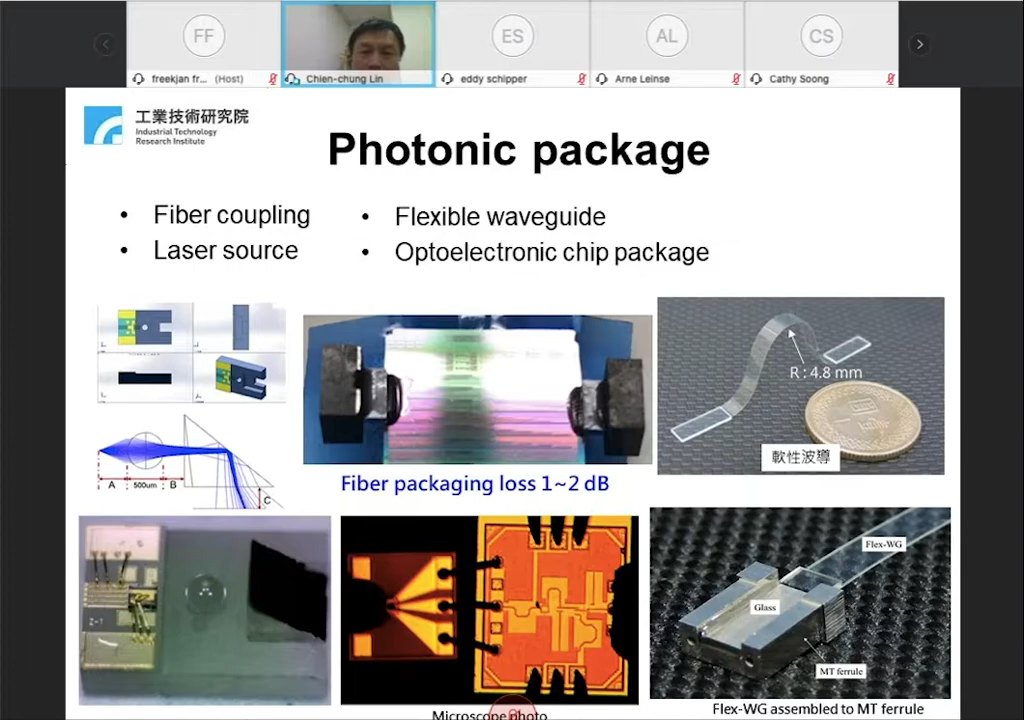 FF
ES
AL
CS
freekjan fr... (Host)
Chien-chung Lin
eddy schipper
Arne Leinse
Cathy Soong
工業技術研究院
Industrial Technology
Research Institute
Photonic package
• Fiber coupling
• Laser source
• Flexible waveguide
• Optoelectronic chip package
R : 4.8 mm
軟性波導
A
500um
B
C
Fiber packaging loss 1~2 dB
Z-1
Flex-WG
Glass
MT ferrule
Microscope photo
Flex-WG assembled to MT ferrule